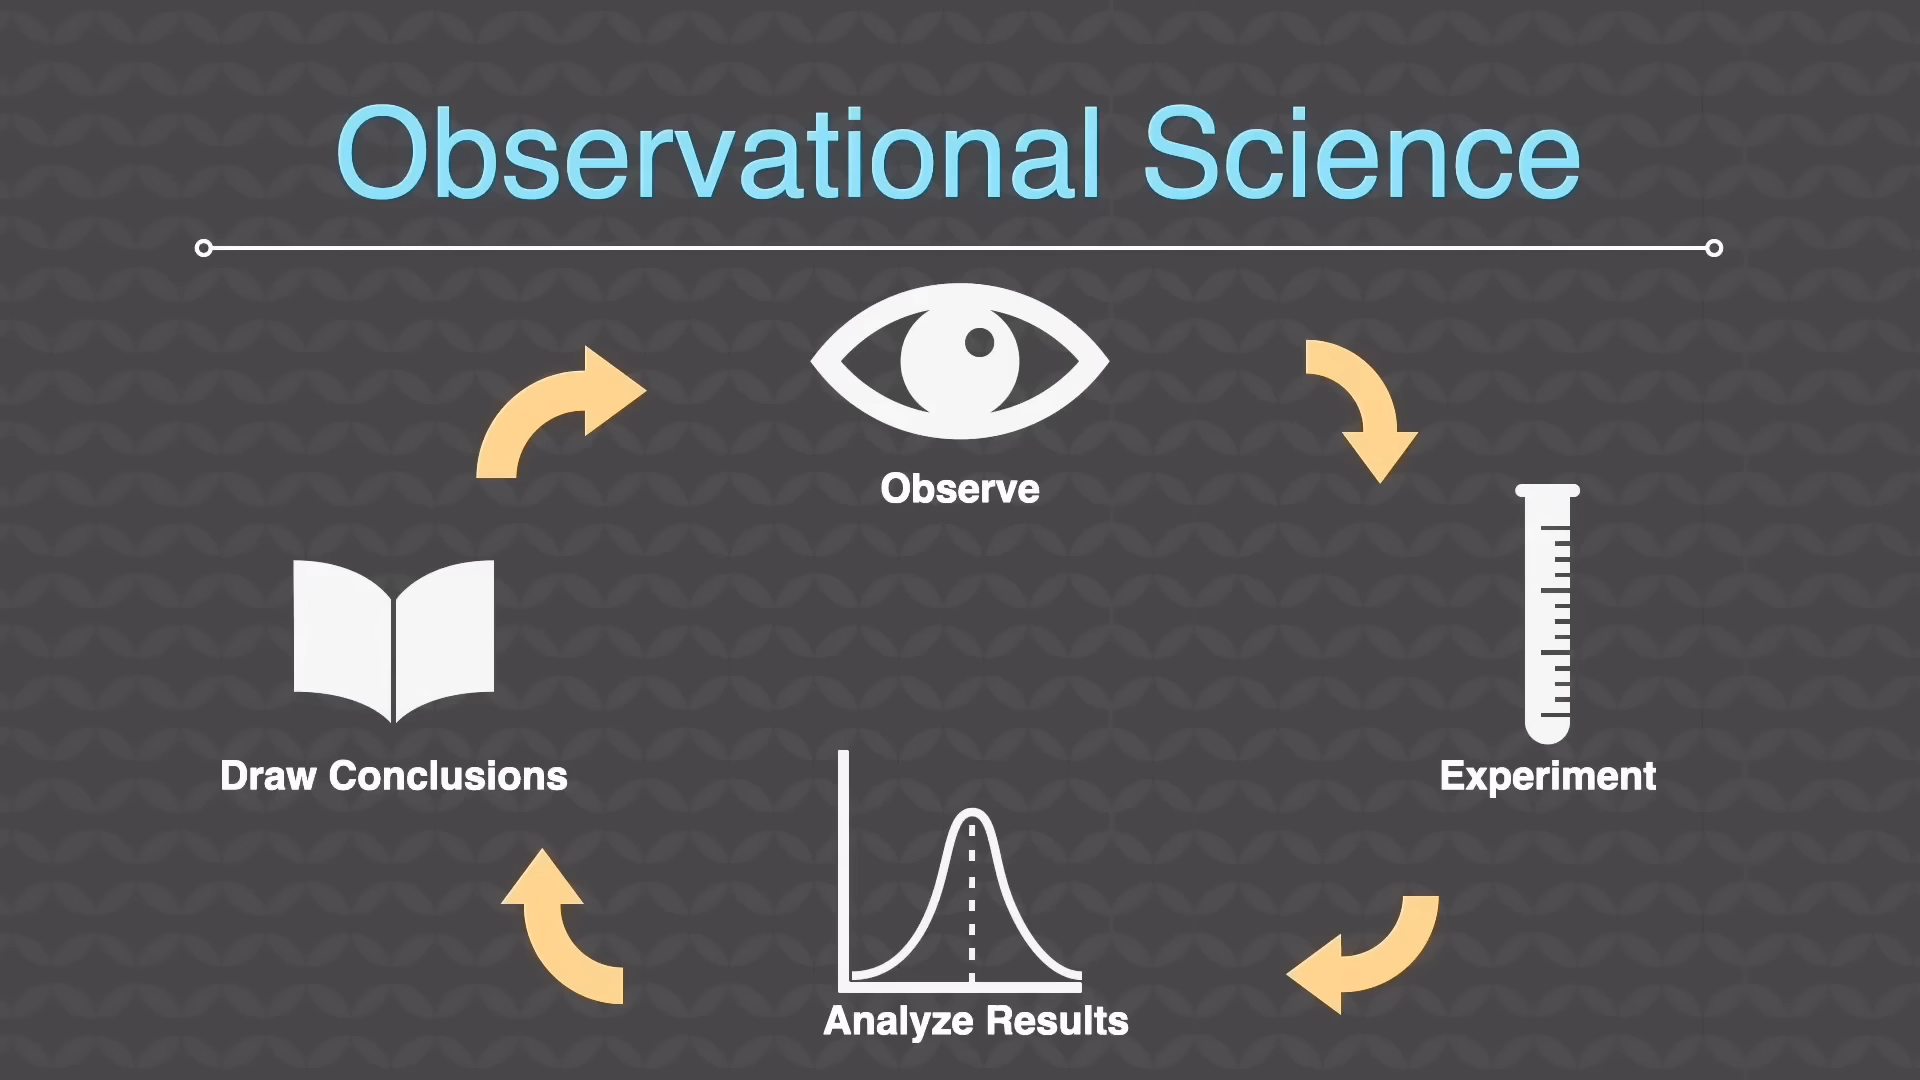 Observational Science
Observe
Experiment
Analyze Results
Draw Conclusions